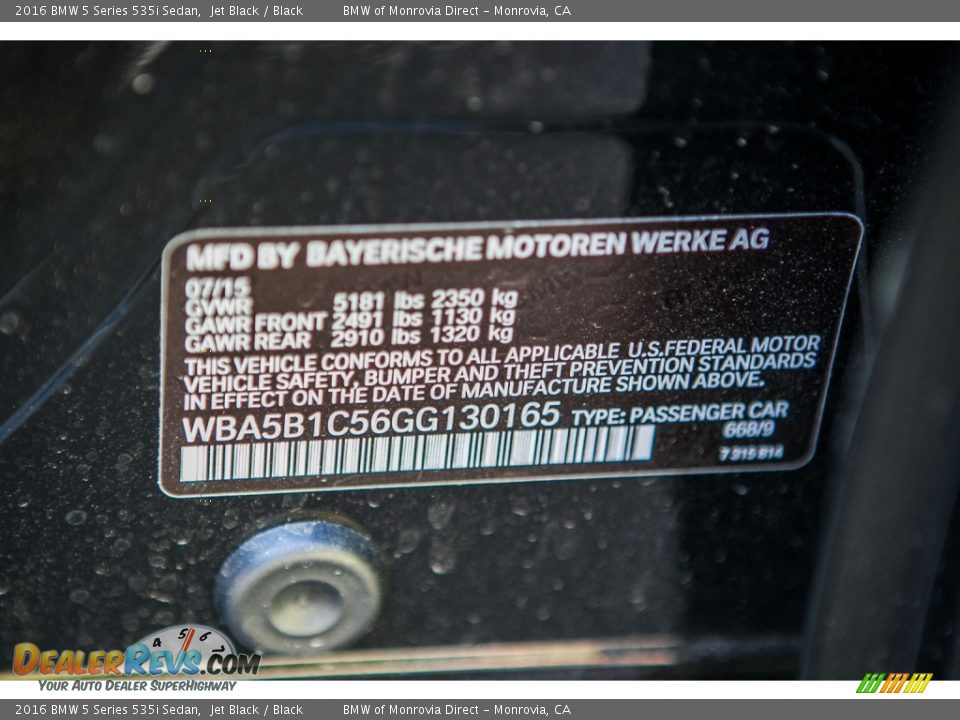 2016 BMW 5 Series 535i Sedan, Jet Black / Black BMW of Monrovia Direct - Monrovia, CA
MFD BY BAYERISCHE MOTOREN WERKE AG
07/15
GVWR 5181 lbs 2350 kg
GAWR FRONT 2491 lbs 1130 kg
GAWR REAR 2910 lbs 1320 kg
THIS VEHICLE CONFORMS TO ALL APPLICABLE U.S.FEDERAL MOTOR
VEHICLE SAFETY, BUMPER AND THEFT PREVENTION STANDARDS
IN EFFECT ON THE DATE OF MANUFACTURE SHOWN ABOVE.
WBA5B1C56GG130165 TYPE: PASSENGER CAR
668/9
7 315 814
4 5 6
DealerRevs.com
Your Auto Dealer SuperHighway
2016 BMW 5 Series 535i Sedan, Jet Black / Black BMW of Monrovia Direct - Monrovia, CA